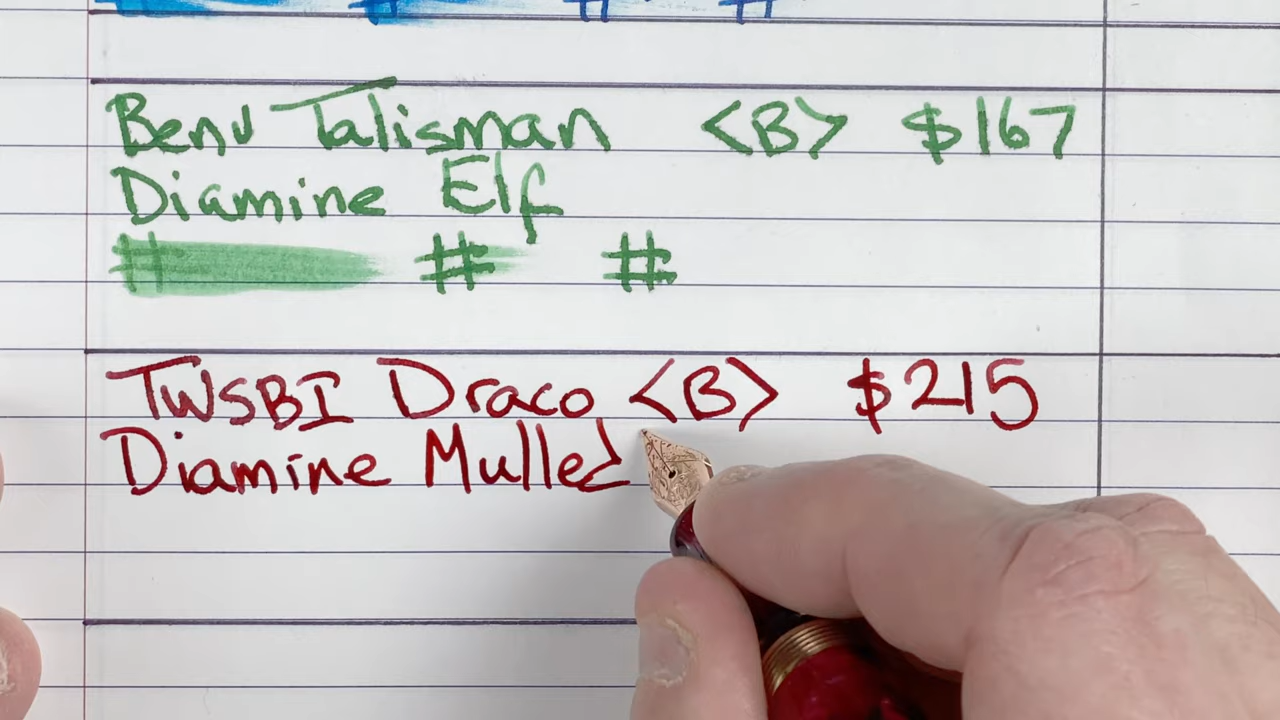 # # # #
Benu Talisman <B> $167
Diamine Elf
# # #
TWSBI Draco <B> $215
Diamine Mulled